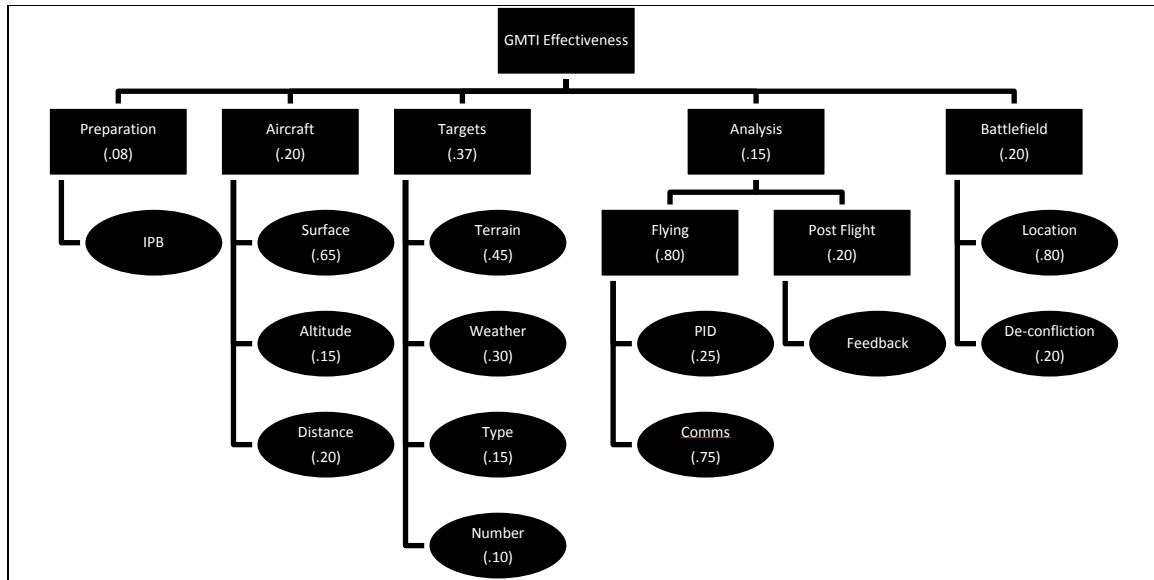 GMTI Effectiveness
Preparation
(.08)
Aircraft
(.20)
Targets
(.37)
Analysis
(.15)
Battlefield
(.20)
IPB
Surface
(.65)
Altitude
(.15)
Distance
(.20)
Terrain
(.45)
Weather
(.30)
Type
(.15)
Number
(.10)
Flying
(.80)
PID
(.25)
Comms
(.75)
Post Flight
(.20)
Feedback
Location
(.80)
De-confliction
(.20)